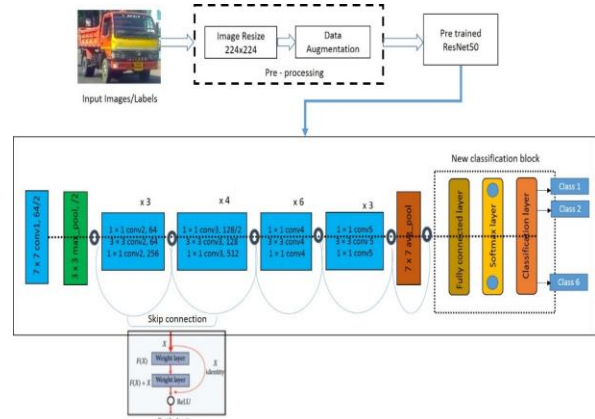 Image Resize
224x224
Data
Augmentation
Pre - processing
Pre trained
ResNet50
Input Images/Labels
New classification block
x 3
x 4
x 6
x 3
7 x 7 conv1, 64/2
3 x 3 max_pool, /2
1 × 1 conv2, 64
3 × 3 conv2, 64
1 × 1 conv2, 256
1 × 1 conv3, 128/2
3 × 3 conv3, 128
1 × 1 conv3, 512
1 × 1 conv4
3 × 3 conv4
1 × 1 conv4
1 × 1 conv5
3 × 3 conv 5
1 × 1 conv5
7 x 7 ave_pool
Fully connected layer
Softmax layer
Classification layer
Class 1
Class 2
Class 6
Skip connection
X
Weight layer
F(X)
X
identity
Weight layer
F(X) + X
ReLU